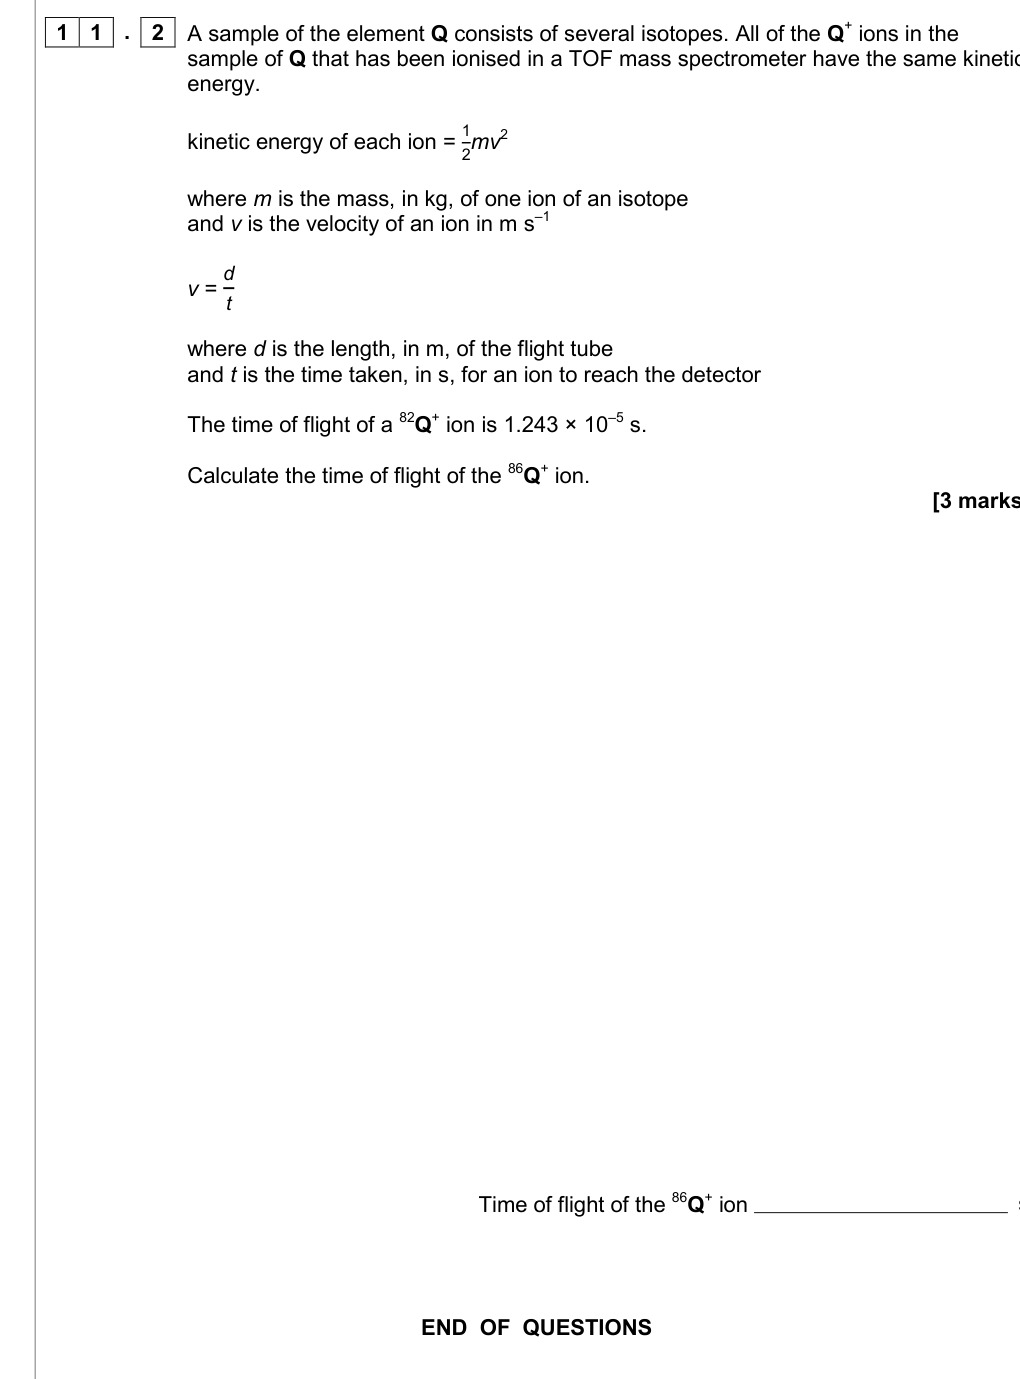 1 1 . 2 A sample of the element Q consists of several isotopes. All of the Q⁺ ions in the
sample of Q that has been ionised in a TOF mass spectrometer have the same kinetic
energy.
kinetic energy of each ion = ½mv²
where m is the mass, in kg, of one ion of an isotope
and v is the velocity of an ion in m s⁻¹
v = d/t
where d is the length, in m, of the flight tube
and t is the time taken, in s, for an ion to reach the detector
The time of flight of a ⁸²Q⁺ ion is 1.243 × 10⁻⁵ s.
Calculate the time of flight of the ⁸⁶Q⁺ ion.
[3 marks
Time of flight of the ⁸⁶Q⁺ ion
END OF QUESTIONS